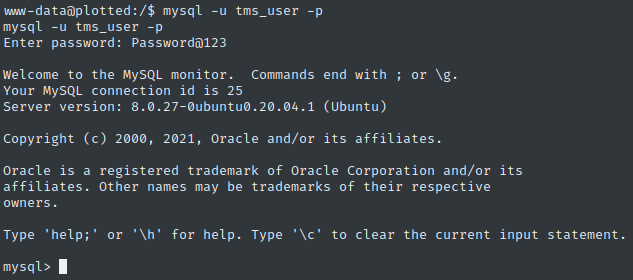 www-data@plotted:/$ mysql -u tms_user -p
mysql -u tms_user -p
Enter password: Password@123
Welcome to the MySQL monitor.  Commands end with ; or \g.
Your MySQL connection id is 25
Server version: 8.0.27-0ubuntu0.20.04.1 (Ubuntu)
Copyright (c) 2000, 2021, Oracle and/or its affiliates.
Oracle is a registered trademark of Oracle Corporation and/or its
affiliates. Other names may be trademarks of their respective
owners.
Type 'help;' or '\h' for help. Type '\c' to clear the current input statement.
mysql>